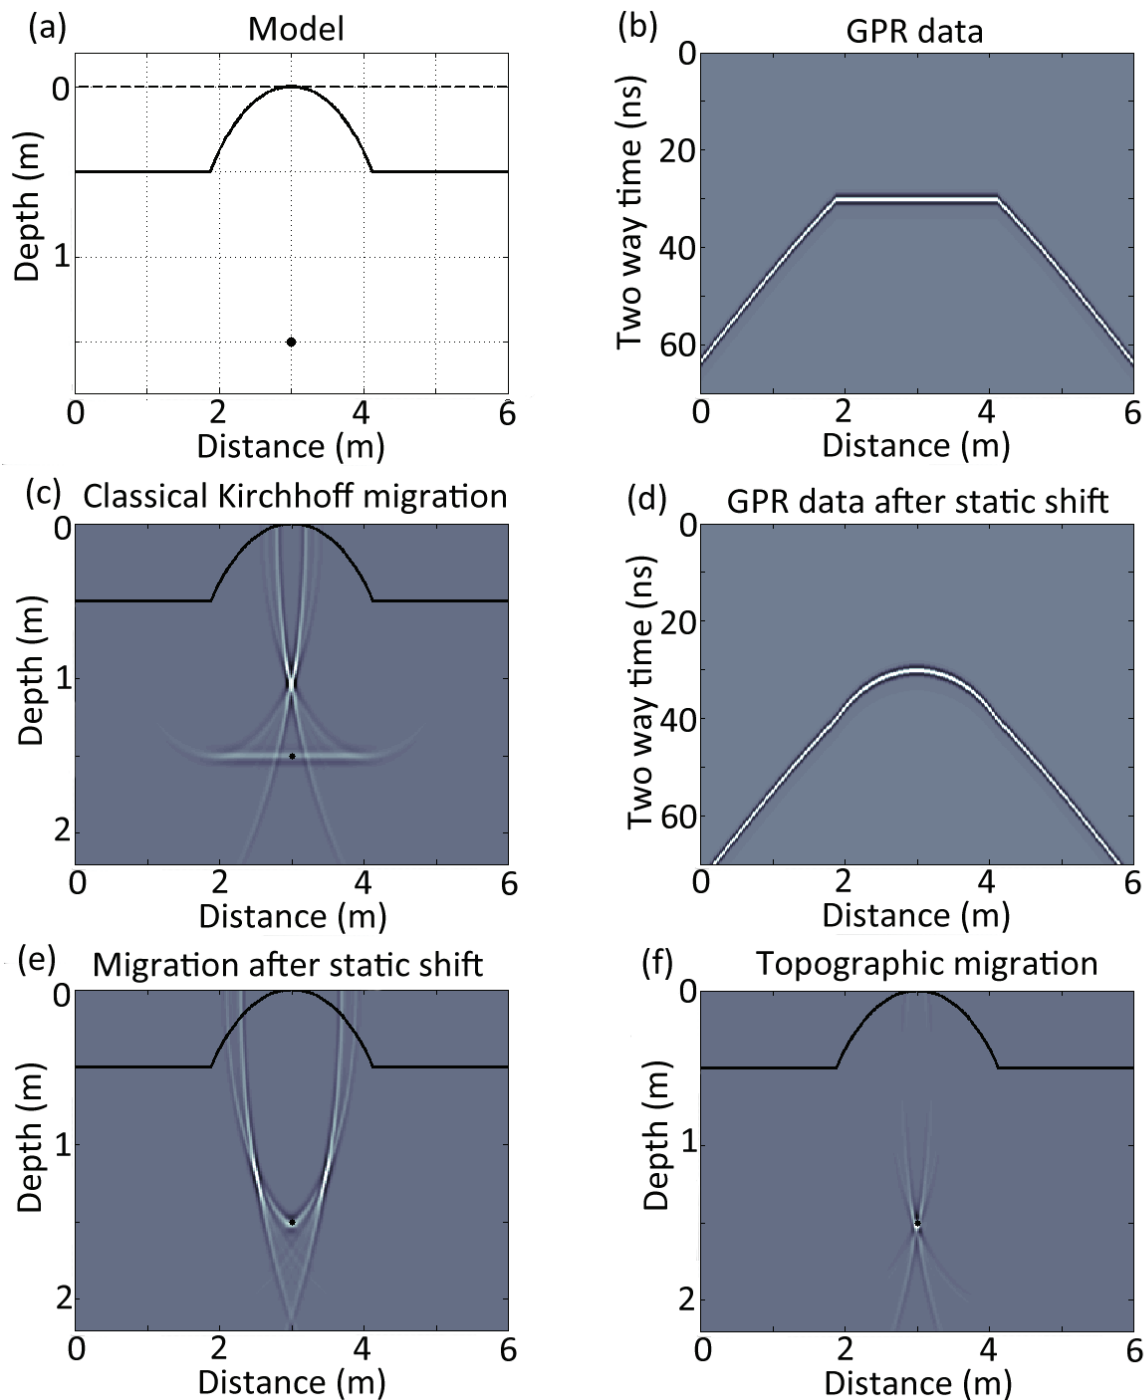 (a) Model
0
1
Depth (m)
0 2 4 6
Distance (m)
(b) GPR data
0
20
40
60
Two way time (ns)
0 2 4 6
Distance (m)
(c) Classical Kirchhoff migration
0
1
2
Depth (m)
0 2 4 6
Distance (m)
(d) GPR data after static shift
0
20
40
60
Two way time (ns)
0 2 4 6
Distance (m)
(e) Migration after static shift
0
1
2
Depth (m)
0 2 4 6
Distance (m)
(f) Topographic migration
0
1
2
Depth (m)
0 2 4 6
Distance (m)